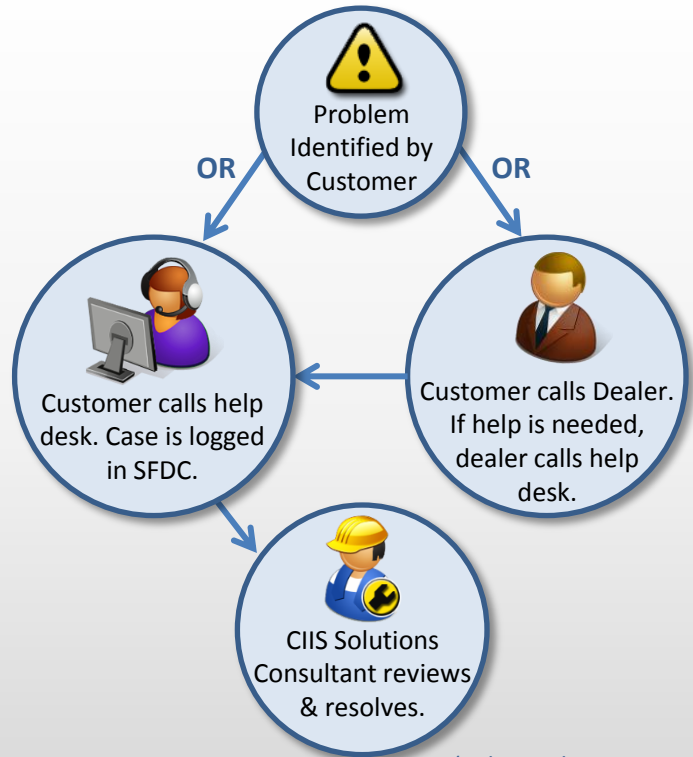 Problem
Identified by
Customer
OR
OR
Customer calls help
desk. Case is logged
in SFDC.
Customer calls Dealer.
If help is needed,
dealer calls help
desk.
CIIS Solutions
Consultant reviews
& resolves.